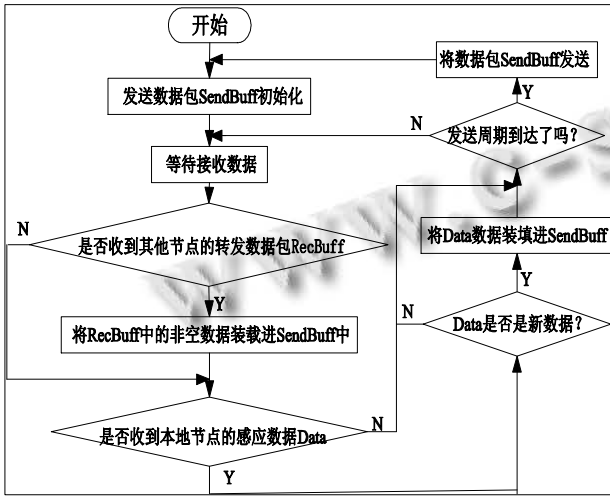 开始
发送数据包SendBuff初始化
等待接收数据
N
是否收到其他节点的转发数据包RecBuff
Y
将RecBuff中的非空数据装载进SendBuff中
是否收到本地节点的感应数据Data
N
Y
将数据包SendBuff发送
Y
N
发送周期到达了吗？
将Data数据装填进SendBuff
Y
N
Data是否是新数据？
www.c-s